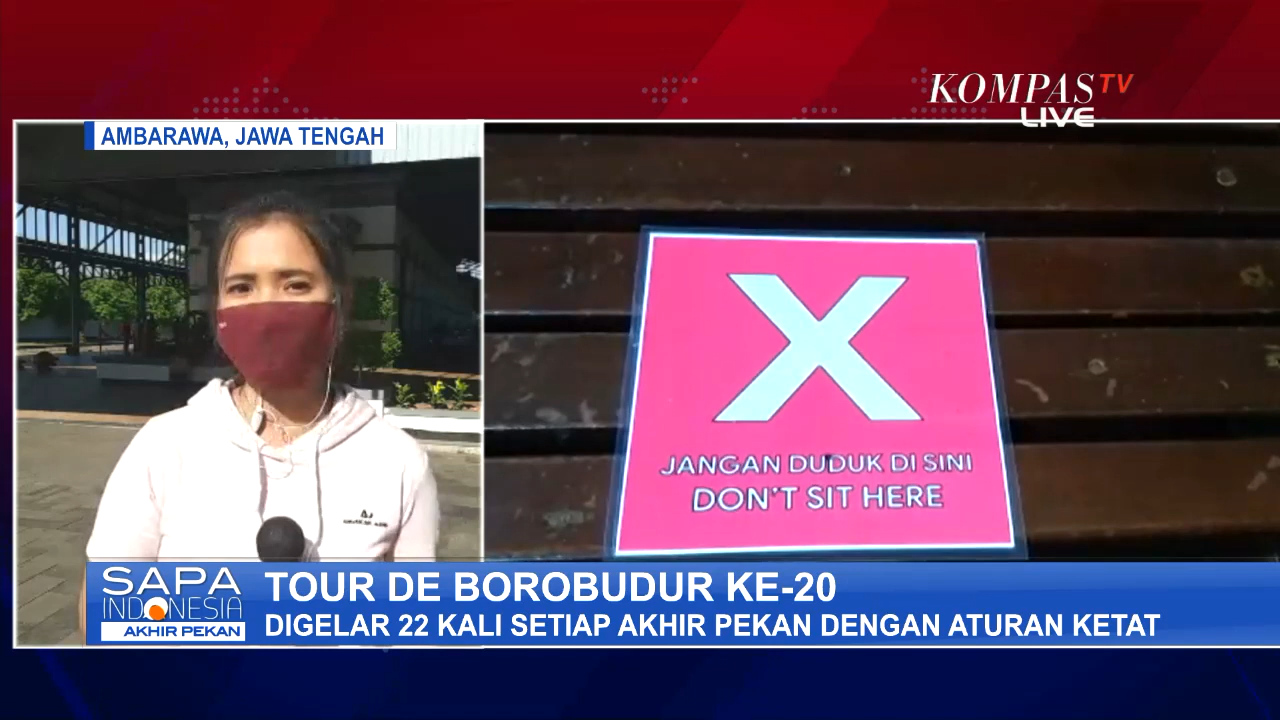 KOMPAS TV
LIVE
AMBARAWA, JAWA TENGAH
X
JANGAN DUDUK DI SINI
DON'T SIT HERE
SAPA
INDONESIA
AKHIR PEKAN
TOUR DE BOROBUDUR KE-20
DIGELAR 22 KALI SETIAP AKHIR PEKAN DENGAN ATURAN KETAT